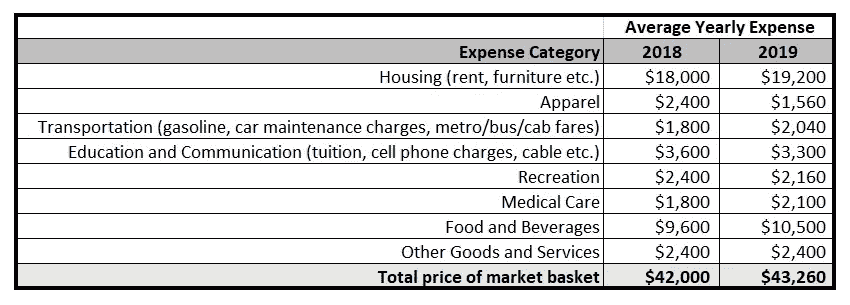 Average Yearly Expense
Expense Category 2018 2019
Housing (rent, furniture etc.) $18,000 $19,200
Apparel $2,400 $1,560
Transportation (gasoline, car maintenance charges, metro/bus/cab fares) $1,800 $2,040
Education and Communication (tuition, cell phone charges, cable etc.) $3,600 $3,300
Recreation $2,400 $2,160
Medical Care $1,800 $2,100
Food and Beverages $9,600 $10,500
Other Goods and Services $2,400 $2,400
Total price of market basket $42,000 $43,260